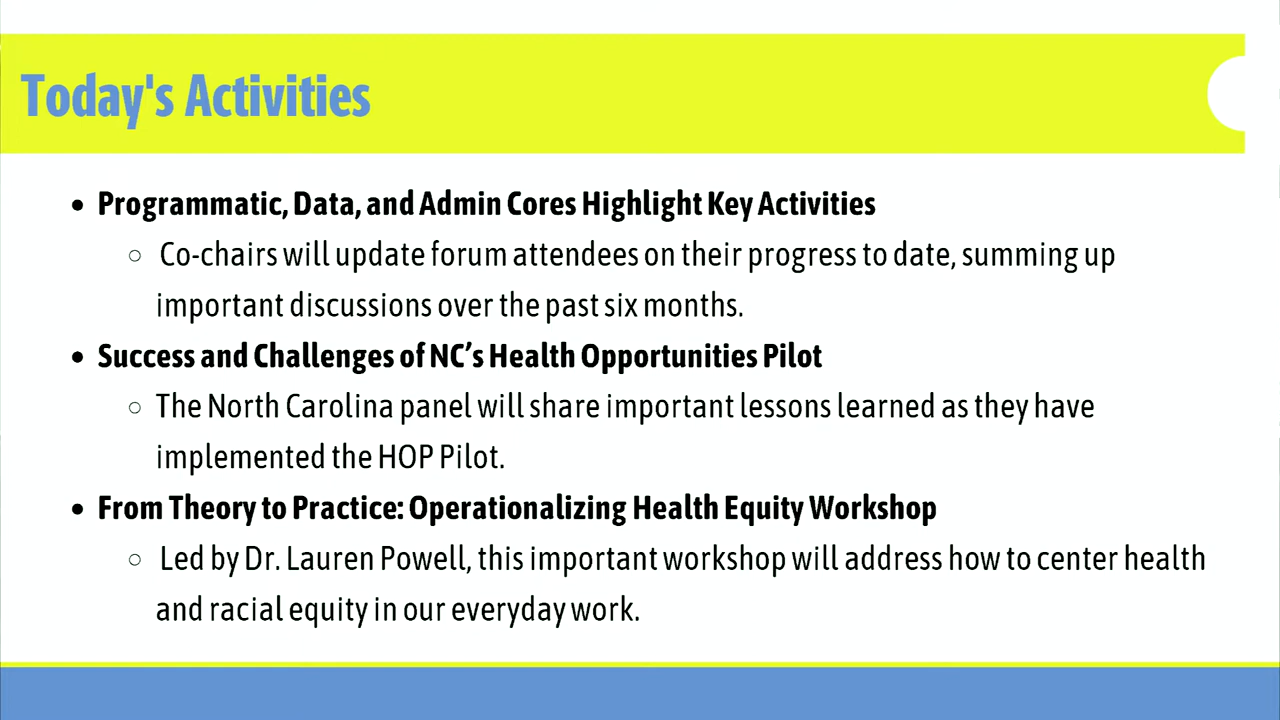 Today's Activities
• Programmatic, Data, and Admin Cores Highlight Key Activities
○ Co-chairs will update forum attendees on their progress to date, summing up
important discussions over the past six months.
• Success and Challenges of NC’s Health Opportunities Pilot
○ The North Carolina panel will share important lessons learned as they have
implemented the HOP Pilot.
• From Theory to Practice: Operationalizing Health Equity Workshop
○ Led by Dr. Lauren Powell, this important workshop will address how to center health
and racial equity in our everyday work.